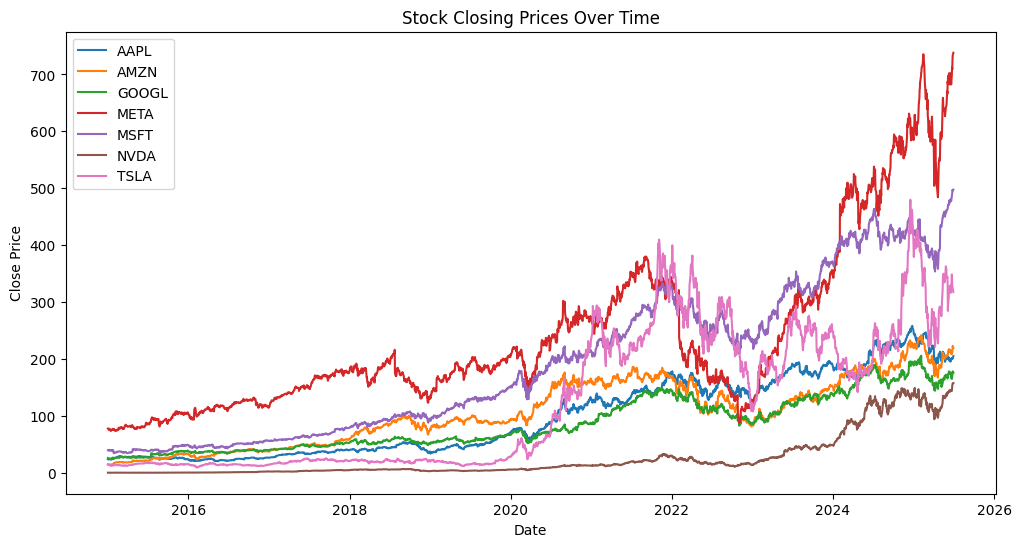 Stock Closing Prices Over Time
AAPL
AMZN
GOOGL
META
MSFT
NVDA
TSLA
Close Price
700
600
500
400
300
200
100
0
2016
2018
2020
2022
2024
2026
Date